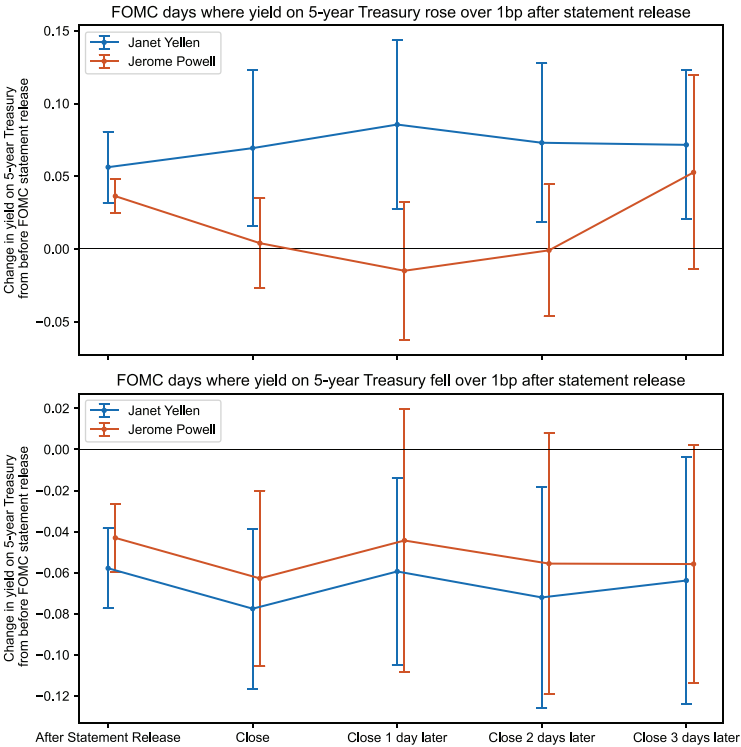 FOMC days where yield on 5-year Treasury rose over 1bp after statement release
Change in yield on 5-year Treasury
from before FOMC statement release
0.15
0.10
0.05
0.00
−0.05
Janet Yellen
Jerome Powell
FOMC days where yield on 5-year Treasury fell over 1bp after statement release
Change in yield on 5-year Treasury
from before FOMC statement release
0.02
0.00
−0.02
−0.04
−0.06
−0.08
−0.10
−0.12
Janet Yellen
Jerome Powell
After Statement Release
Close
Close 1 day later
Close 2 days later
Close 3 days later